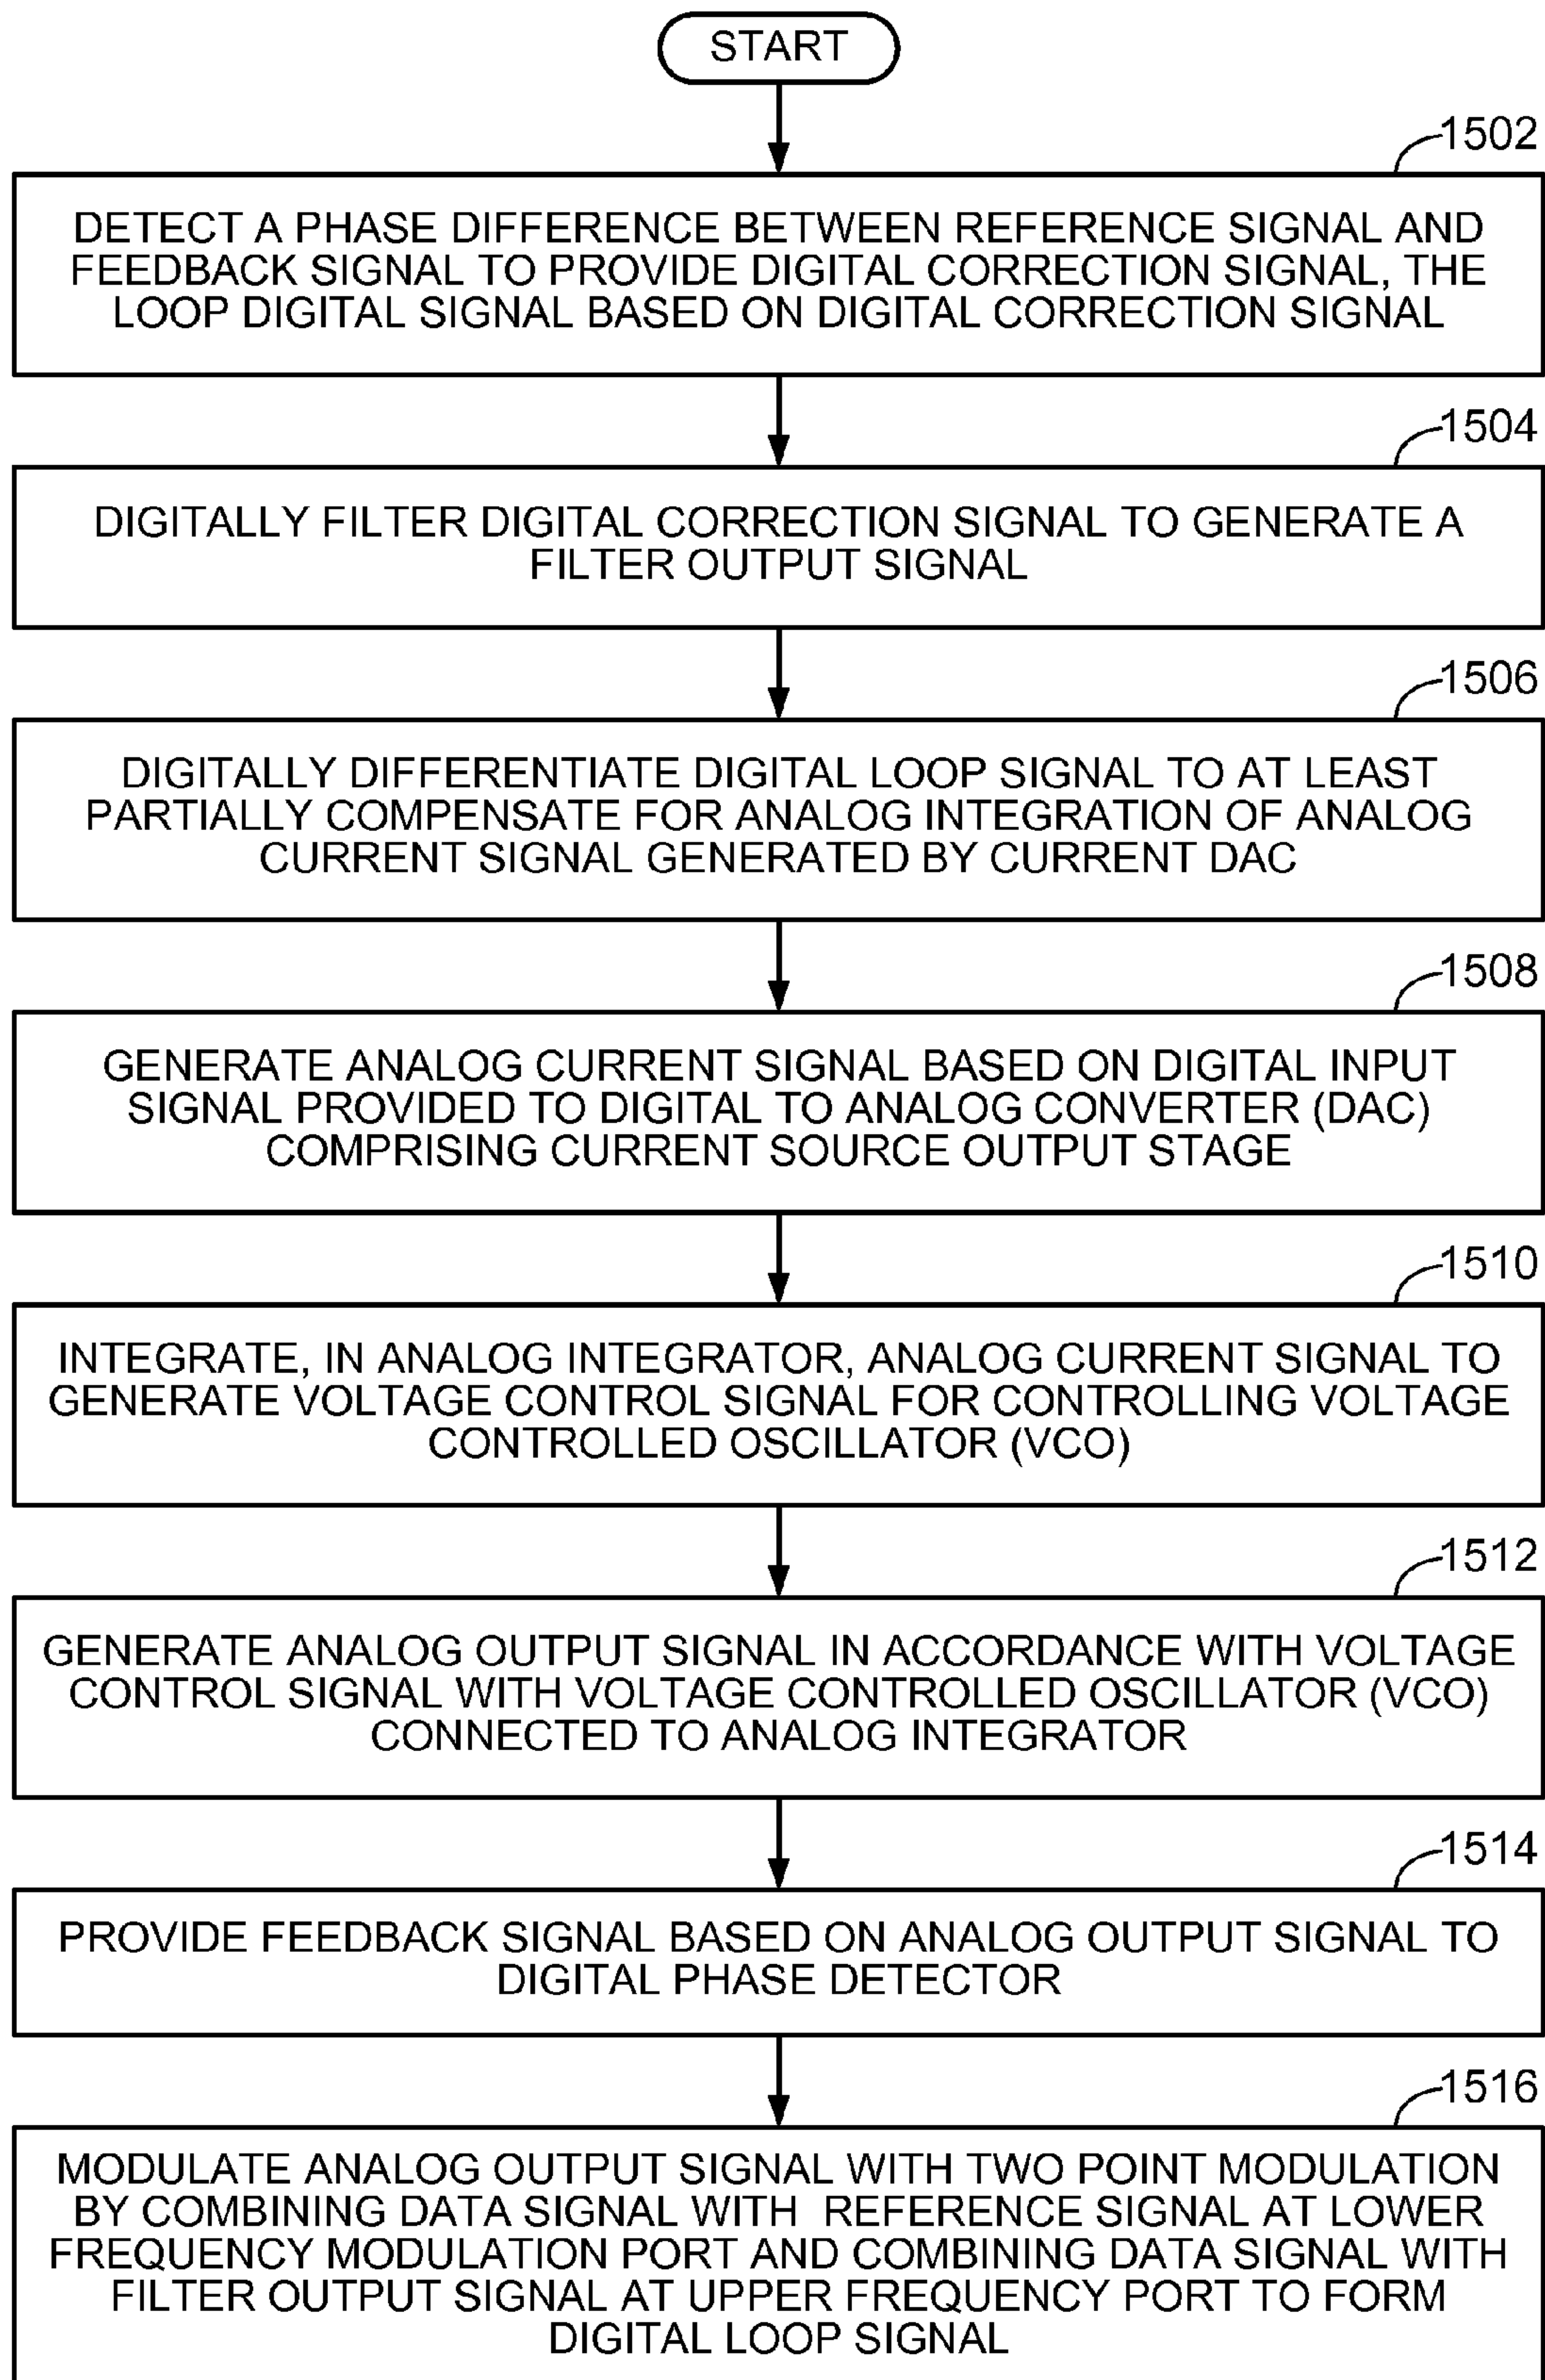 START
1502
DETECT A PHASE DIFFERENCE BETWEEN REFERENCE SIGNAL AND
FEEDBACK SIGNAL TO PROVIDE DIGITAL CORRECTION SIGNAL, THE
LOOP DIGITAL SIGNAL BASED ON DIGITAL CORRECTION SIGNAL
1504
DIGITALLY FILTER DIGITAL CORRECTION SIGNAL TO GENERATE A
FILTER OUTPUT SIGNAL
1506
DIGITALLY DIFFERENTIATE DIGITAL LOOP SIGNAL TO AT LEAST
PARTIALLY COMPENSATE FOR ANALOG INTEGRATION OF ANALOG
CURRENT SIGNAL GENERATED BY CURRENT DAC
1508
GENERATE ANALOG CURRENT SIGNAL BASED ON DIGITAL INPUT
SIGNAL PROVIDED TO DIGITAL TO ANALOG CONVERTER (DAC)
COMPRISING CURRENT SOURCE OUTPUT STAGE
1510
INTEGRATE, IN ANALOG INTEGRATOR, ANALOG CURRENT SIGNAL TO
GENERATE VOLTAGE CONTROL SIGNAL FOR CONTROLLING VOLTAGE
CONTROLLED OSCILLATOR (VCO)
1512
GENERATE ANALOG OUTPUT SIGNAL IN ACCORDANCE WITH VOLTAGE
CONTROL SIGNAL WITH VOLTAGE CONTROLLED OSCILLATOR (VCO)
CONNECTED TO ANALOG INTEGRATOR
1514
PROVIDE FEEDBACK SIGNAL BASED ON ANALOG OUTPUT SIGNAL TO
DIGITAL PHASE DETECTOR
1516
MODULATE ANALOG OUTPUT SIGNAL WITH TWO POINT MODULATION
BY COMBINING DATA SIGNAL WITH REFERENCE SIGNAL AT LOWER
FREQUENCY MODULATION PORT AND COMBINING DATA SIGNAL WITH
FILTER OUTPUT SIGNAL AT UPPER FREQUENCY PORT TO FORM
DIGITAL LOOP SIGNAL